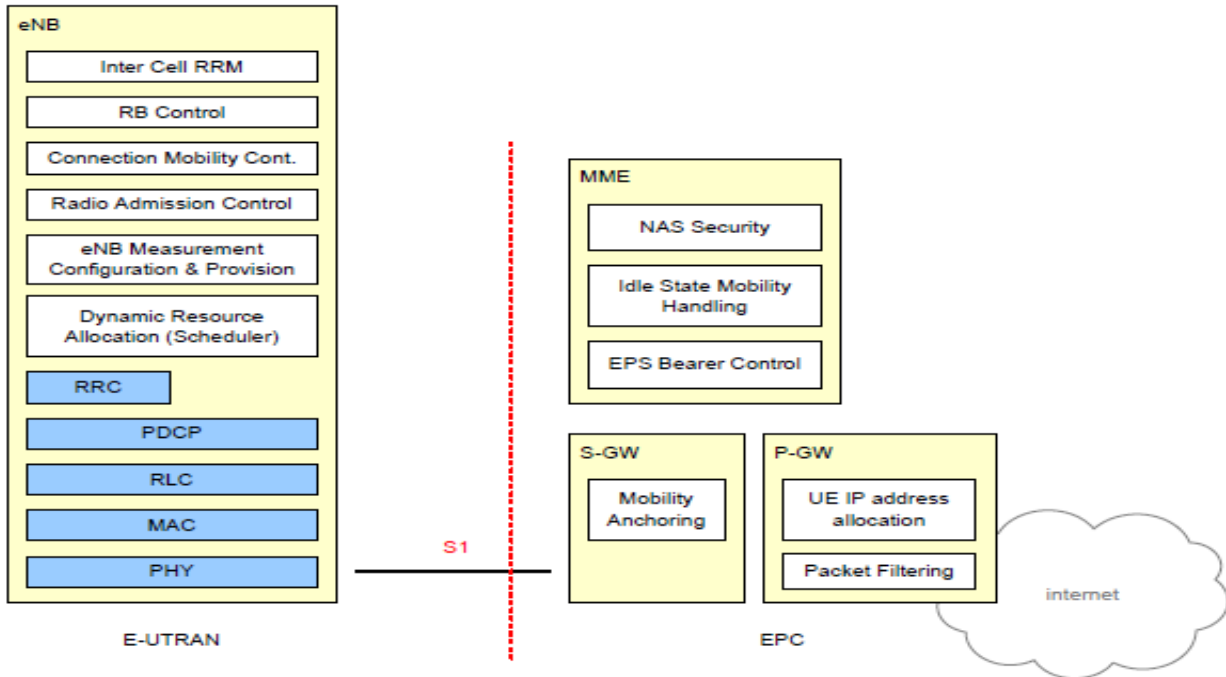 eNB
Inter Cell RRM
RB Control
Connection Mobility Cont.
Radio Admission Control
eNB Measurement
Configuration & Provision
Dynamic Resource
Allocation (Scheduler)
RRC
PDCP
RLC
MAC
PHY
S1
MME
NAS Security
Idle State Mobility
Handling
EPS Bearer Control
S-GW
Mobility
Anchoring
P-GW
UE IP address
allocation
Packet Filtering
internet
E-UTRAN
EPC